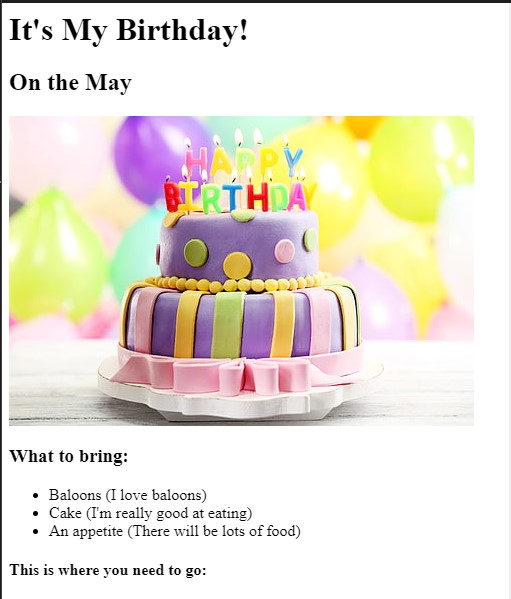 It's My Birthday!
On the May
HAPPY
BIRTHDAY
What to bring:
Baloons (I love baloons)
Cake (I'm really good at eating)
An appetite (There will be lots of food)
This is where you need to go: